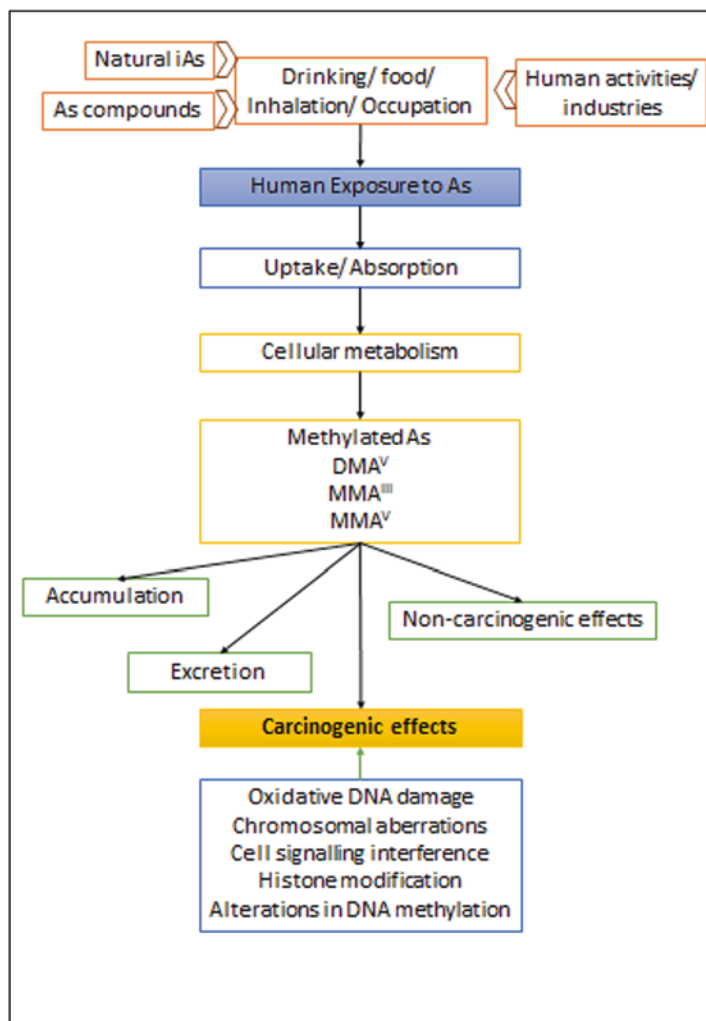 Natural iAs
As compounds
Drinking/ food/
Inhalation/ Occupation
Human activities/
industries
Human Exposure to As
Uptake/ Absorption
Cellular metabolism
Methylated As
DMAⱽ
MMAᴵᴵᴵ
MMAⱽ
Accumulation
Non-carcinogenic effects
Excretion
Carcinogenic effects
Oxidative DNA damage
Chromosomal aberrations
Cell signalling interference
Histone modification
Alterations in DNA methylation